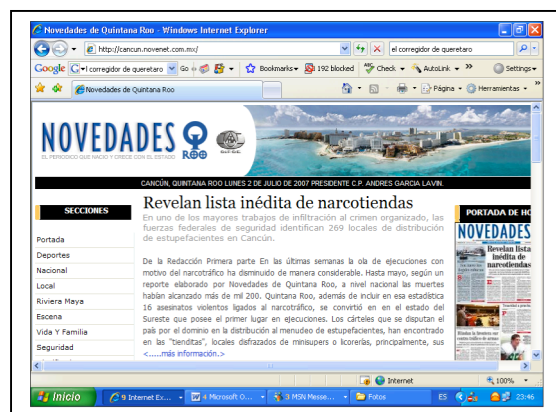 Novedades de Quintana Roo - Windows Internet Explorer
http://cancun.novenet.com.mx/
el corregidor de queretaro
Google
el corregidor de queretaro
Go
Bookmarks
192 blocked
Check
AutoLink
Settings
Novedades de Quintana Roo
Página
Herramientas
NOVEDADES
ROO
EL PERIODICO QUE NACIO Y CRECE CON EL ESTADO
CANCÚN, QUINTANA ROO LUNES 2 DE JULIO DE 2007 PRESIDENTE C.P. ANDRES GARCIA LAVIN.
SECCIONES
Portada
Deportes
Nacional
Local
Riviera Maya
Escena
Vida Y Familia
Seguridad
Revelan lista inédita de narcotiendas
En uno de los mayores trabajos de infiltración al crimen organizado, las
fuerzas federales de seguridad identifican 269 locales de distribución
de estupefacientes en Cancún.
De la Redacción Primera parte En las últimas semanas la ola de ejecuciones con
motivo del narcotráfico ha disminuido de manera considerable. Hasta mayo, según un
reporte elaborado por Novedades de Quintana Roo, a nivel nacional las muertes
habían alcanzado más de mil 200. Quintana Roo, además de incluir en esa estadística
16 asesinatos violentos ligados al narcotráfico, se convirtió en en el estado del
Sureste que posee el primer lugar en ejecuciones. Los cárteles que se disputan el
país por el dominio en la distribución al menudeo de estupefacientes, han encontrado
en las "tienditas", locales disfrazados de minisupers o licorerías, principalmente, sus
<.....más información.>
PORTADA DE HO
NOVEDADES
Revelan lista
inédita de
narcotiendas
Internet
100%
Inicio
9 Internet Ex...
4 Microsoft O...
3 MSN Messe...
Fotos
ES
23:46